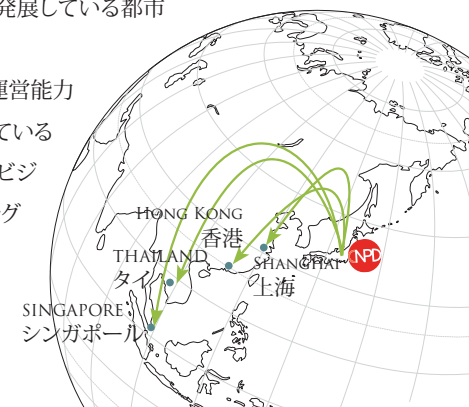 発展している都市
運営能力
ている
ビジ
グ
HONG KONG
香港
THAILAND
タイ
SHANGHAI
上海
SINGAPORE
シンガポール
NPD